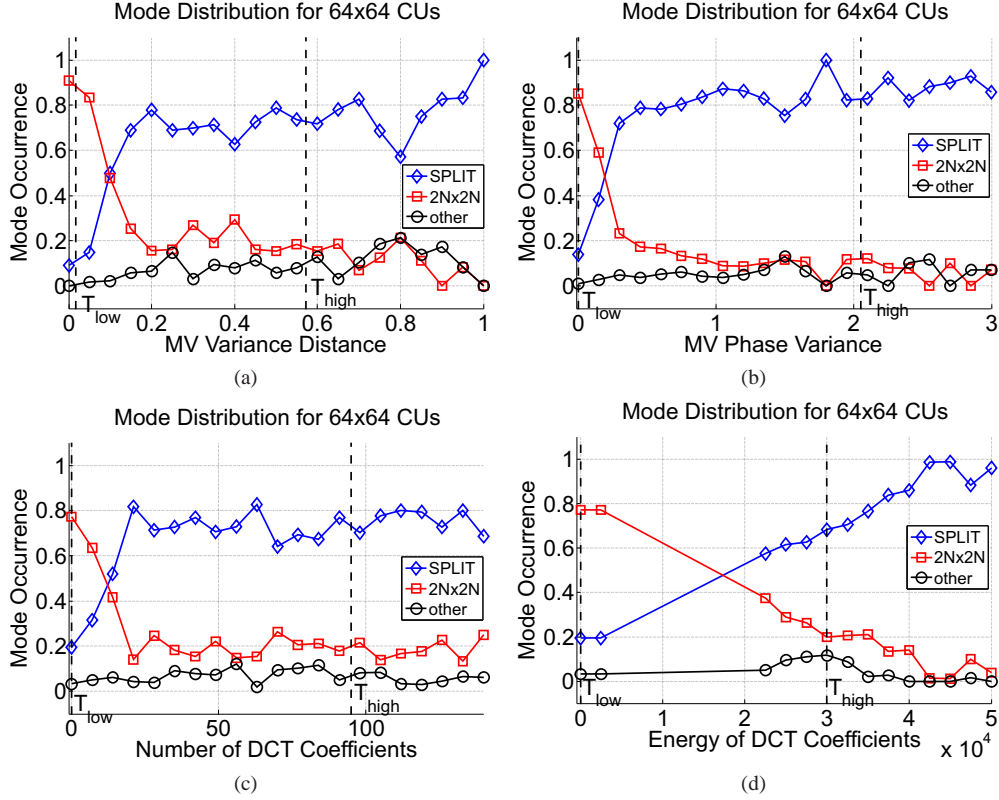 Mode Distribution for 64x64 CUs
Mode Occurrence
1
0.8
0.6
0.4
0.2
0
SPLIT
2Nx2N
other
T low
T high
0 0.2 0.4 0.6 0.8 1
MV Variance Distance
(a)
Mode Distribution for 64x64 CUs
Mode Occurrence
1
0.8
0.6
0.4
0.2
0
SPLIT
2Nx2N
other
T low
T high
0 1 2 3
MV Phase Variance
(b)
Mode Distribution for 64x64 CUs
Mode Occurrence
1
0.8
0.6
0.4
0.2
0
SPLIT
2Nx2N
other
T low
T high
0 50 100
Number of DCT Coefficients
(c)
Mode Distribution for 64x64 CUs
Mode Occurrence
1
0.8
0.6
0.4
0.2
0
SPLIT
2Nx2N
other
T low
T high
0 1 2 3 4 5
Energy of DCT Coefficients
x 10^4
(d)